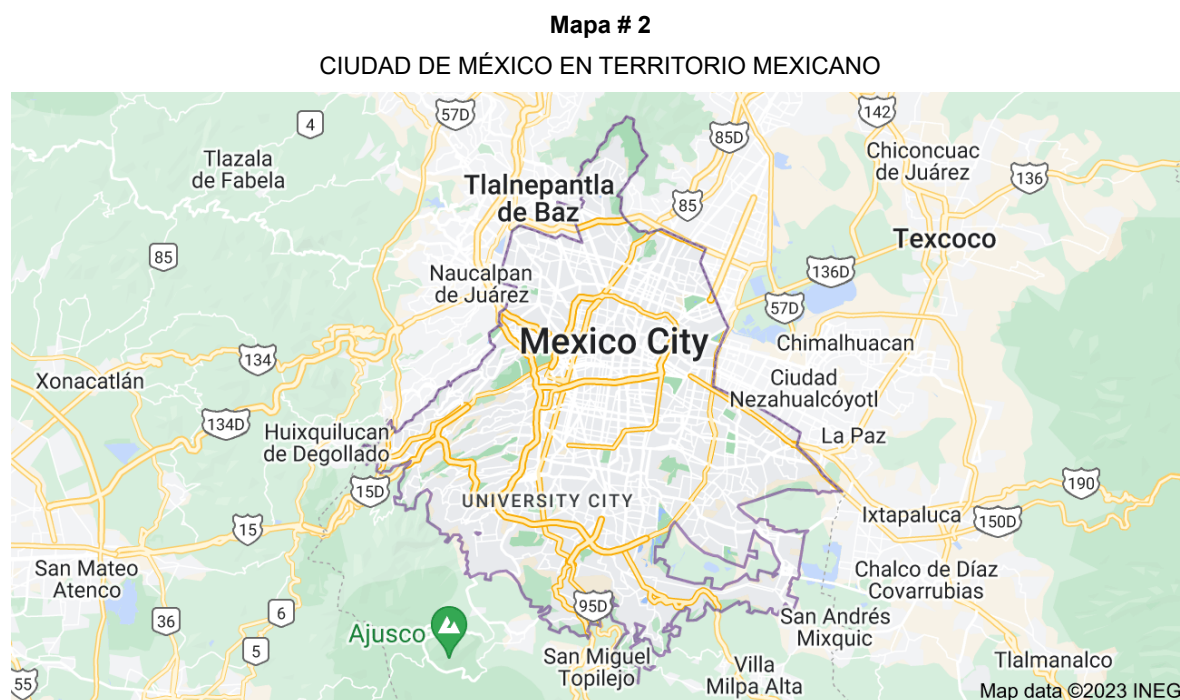 Mapa # 2
CIUDAD DE MÉXICO EN TERRITORIO MEXICANO
57D
4
142
85D
Chiconcuac
de Juárez
Tlazala
de Fabela
136
Tlalnepantla
de Baz
85
Texcoco
85
136D
Naucalpan
de Juárez
57D
Mexico City
Chimalhuacan
134
Xonacatlán
Ciudad
Nezahualcóyotl
134D
Huixquilucan
de Degollado
La Paz
190
15D
UNIVERSITY CITY
Ixtapaluca
150D
15
San Mateo
Atenco
Chalco de Díaz
Covarrubias
95D
6
36
San Andrés
Mixquic
Ajusco
5
San Miguel
Topilejo
Villa
Milpa Alta
Tlalmanalco
55
Map data ©2023 INEG